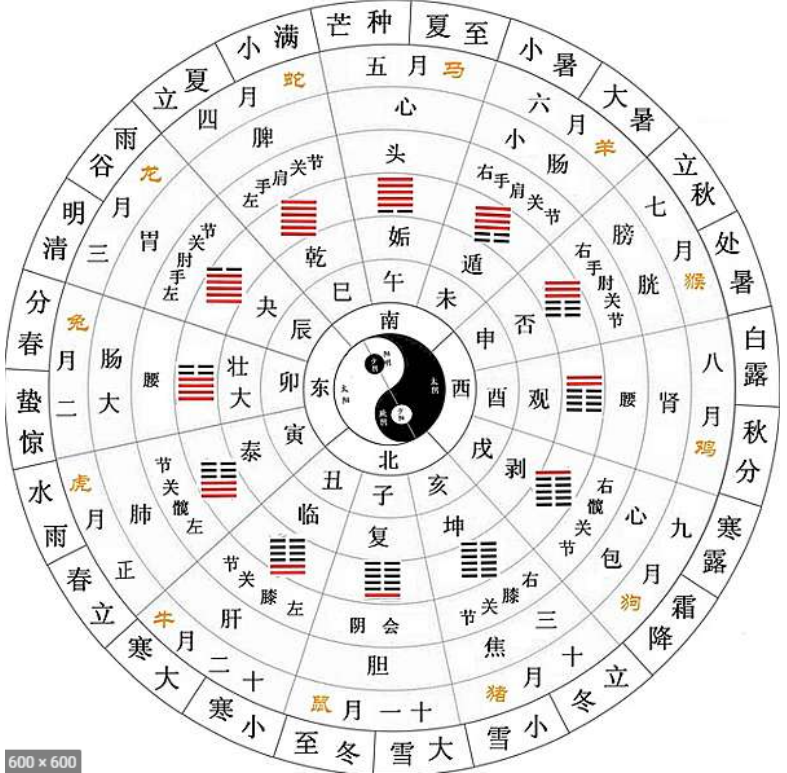 芒种
夏至
小暑
大暑
立秋
处暑
白露
秋分
寒露
霜降
立冬
小雪
大雪
冬至
小寒
大寒
立春
雨水
惊蛰
春分
清明
谷雨
立夏
小满
五月马
六月羊
七月猴
八月鸡
九月狗
十月猪
十一月鼠
十二月牛
正月虎
二月兔
三月龙
四月蛇
心
小肠
膀胱
肾
心包
三焦
胆
肝
肺
大肠
胃
脾
头
右手肩关节
右手肘关节
腰
右髋关节
右膝关节
会阴
左膝关节
左髋关节
腰
左手肘关节
左手肩关节
姤
遁
否
观
剥
坤
复
临
泰
大壮
夬
乾
午
未
申
酉
戌
亥
子
丑
寅
卯
辰
巳
南
西
北
东
太阳
太阴
600 × 600